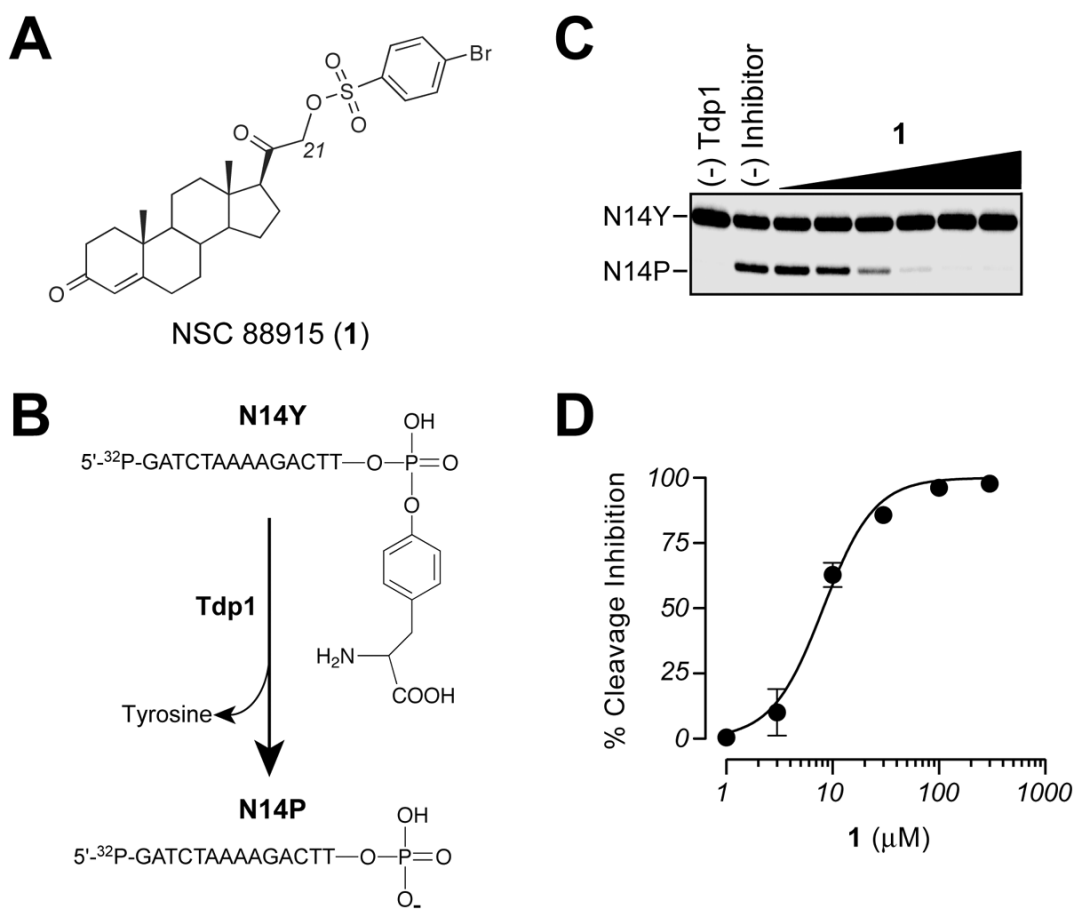 A
Br
O
O
S
O
O
21
O
NSC 88915 (1)
B
N14Y
5'-³²P-GATCTAAAAGACTT—O—P=O
OH
O
H₂N
COOH
Tdp1
Tyrosine
N14P
5'-³²P-GATCTAAAAGACTT—O—P=O
OH
O-
C
(-) Tdp1
(-) Inhibitor
1
N14Y
N14P
D
% Cleavage Inhibition
100
75
50
25
0
1 10 100 1000
1 (μM)